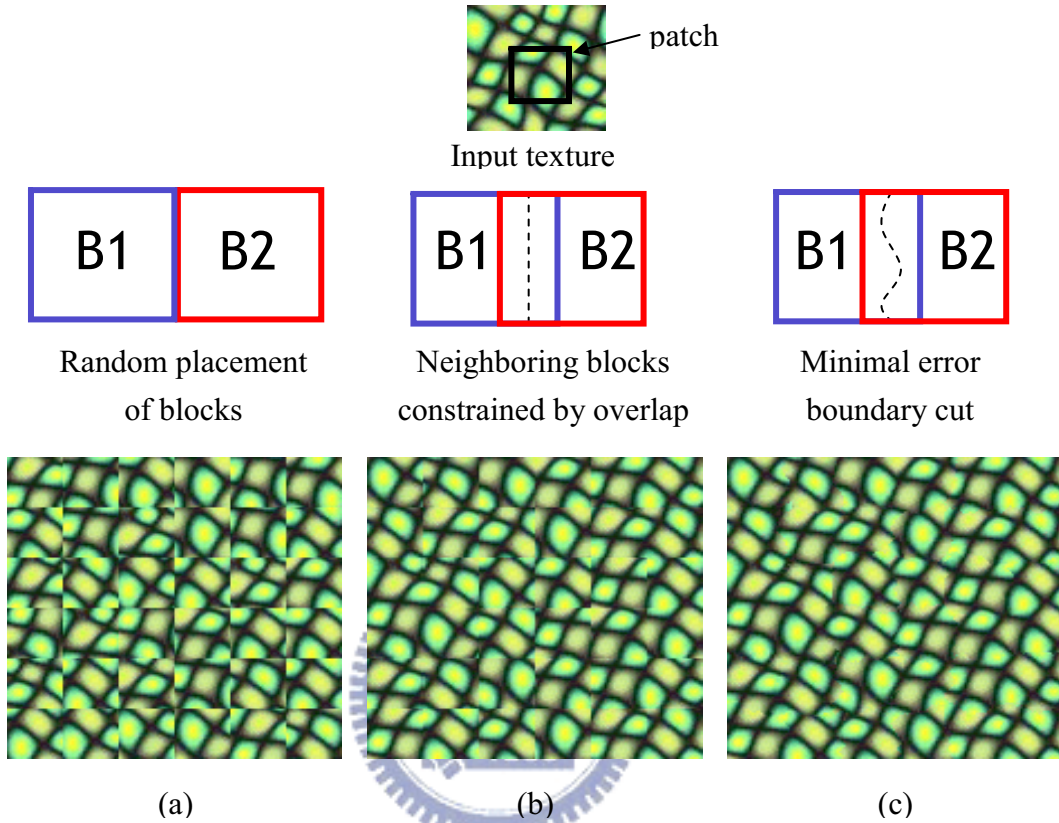 patch
Input texture
B1 B2
B1 B2
B1 B2
Random placement
of blocks
Neighboring blocks
constrained by overlap
Minimal error
boundary cut
(a)
(b)
(c)